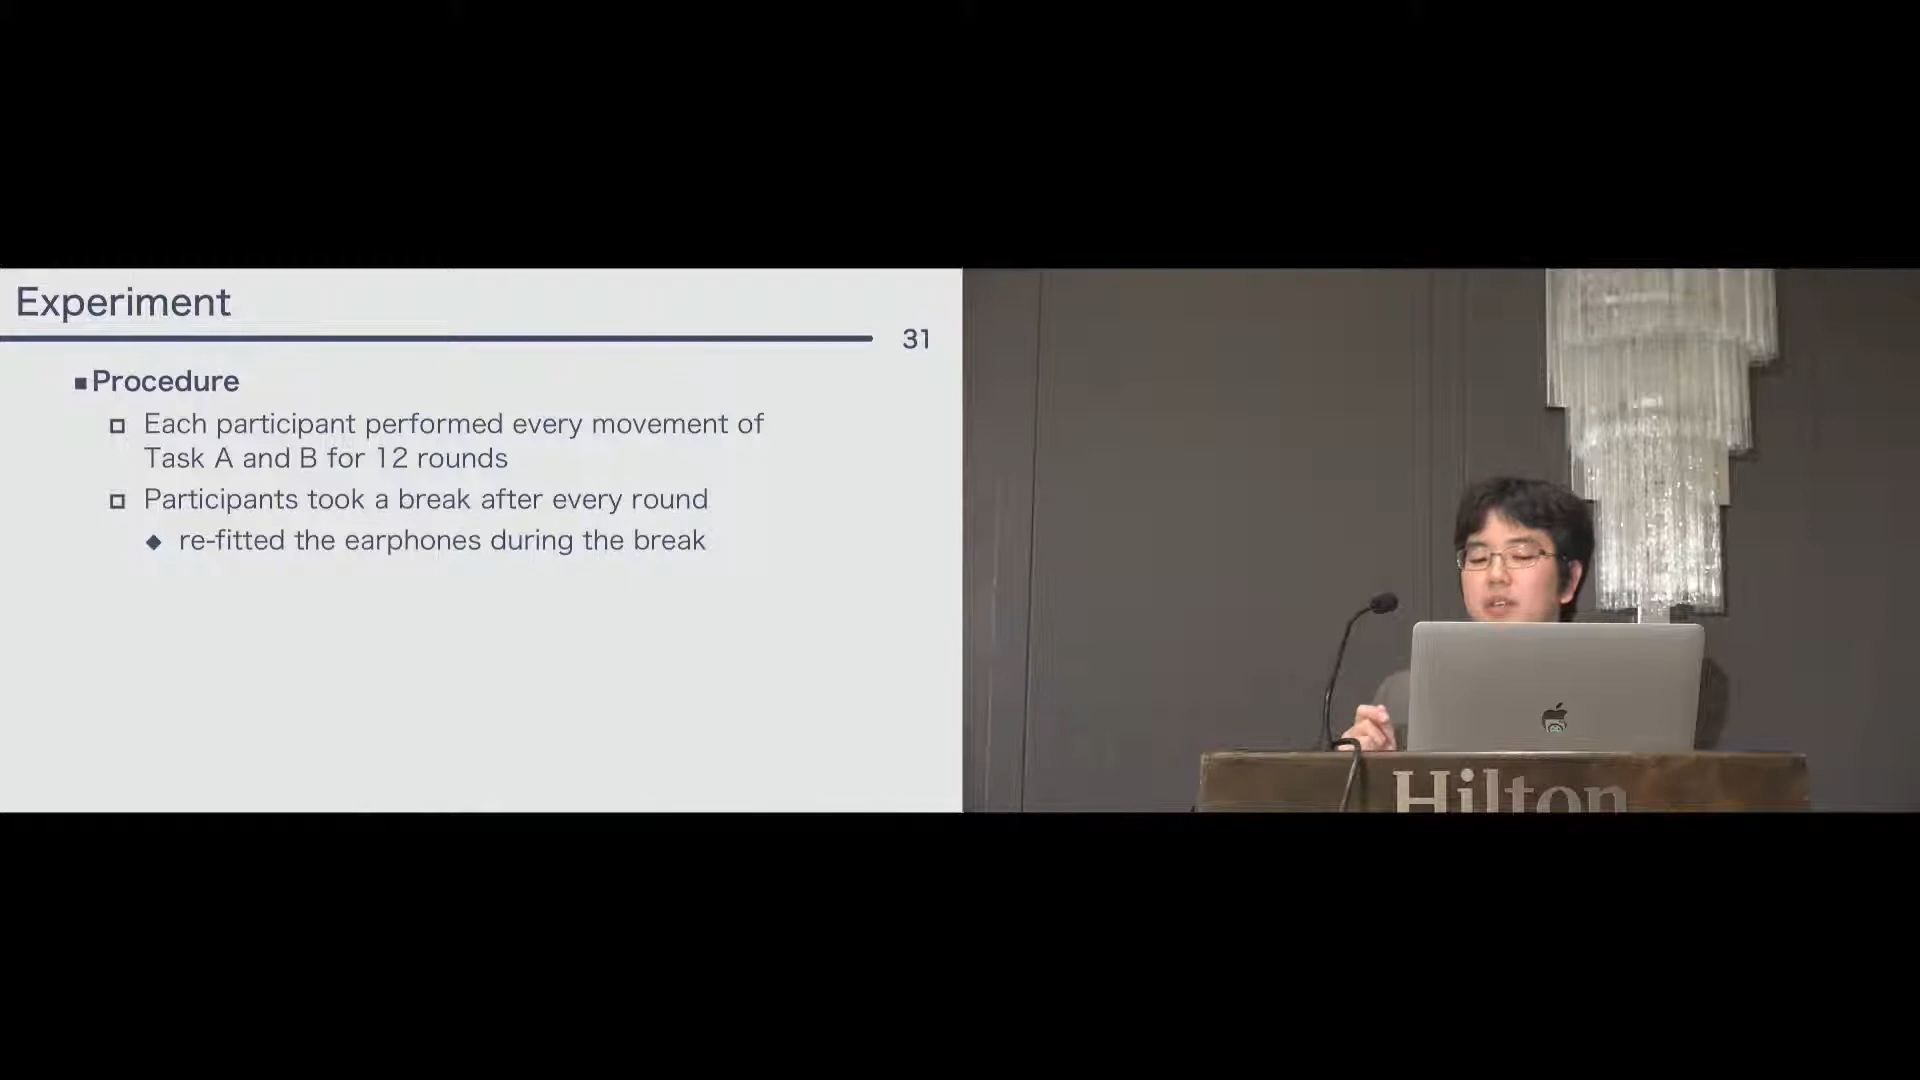 Experiment
31
■Procedure
Each participant performed every movement of
Task A and B for 12 rounds
Participants took a break after every round
◆ re-fitted the earphones during the break
Hilton